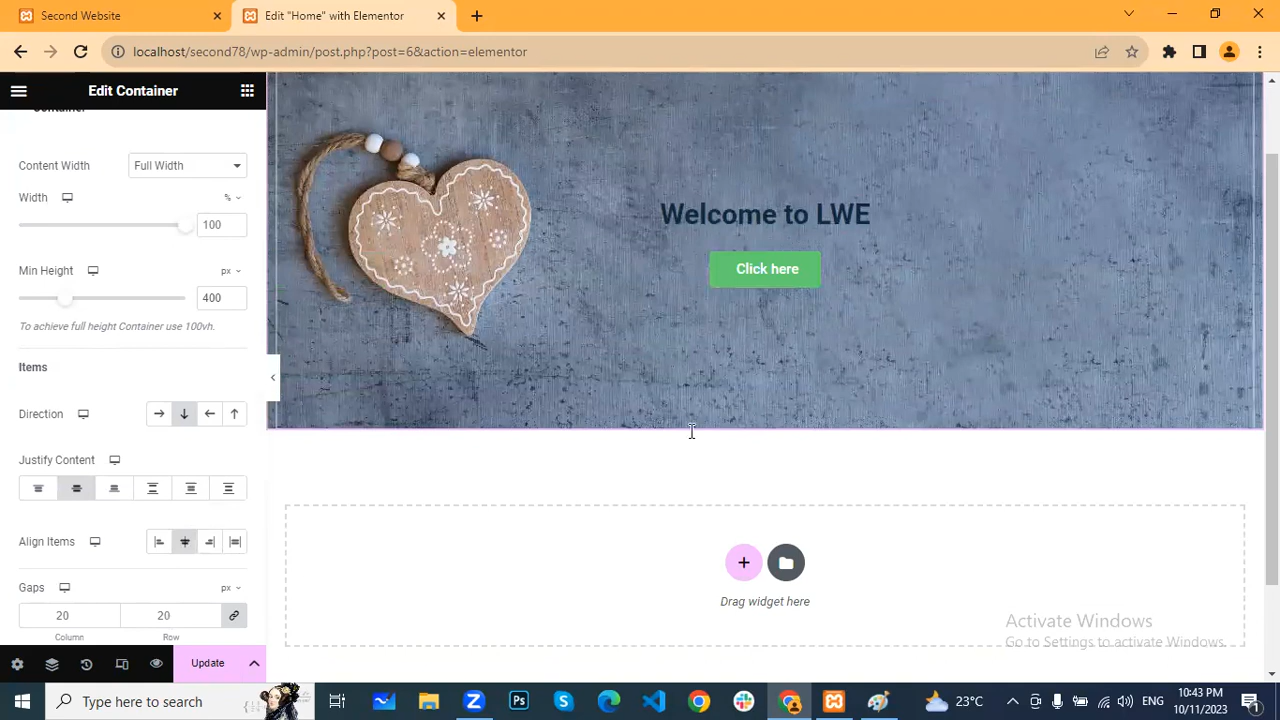 Second Website
Edit "Home" with Elementor
localhost/second78/wp-admin/post.php?post=6&action=elementor
Edit Container
Content Width
Full Width
Width
%
100
Min Height
px
400
To achieve full height Container use 100vh.
Items
Direction
Justify Content
Align Items
Gaps
px
20
20
Column
Row
Update
Welcome to LWE
Click here
Drag widget here
Activate Windows
Go to Settings to activate Windows.
Type here to search
23°C
ENG
10:43 PM
10/11/2023
1